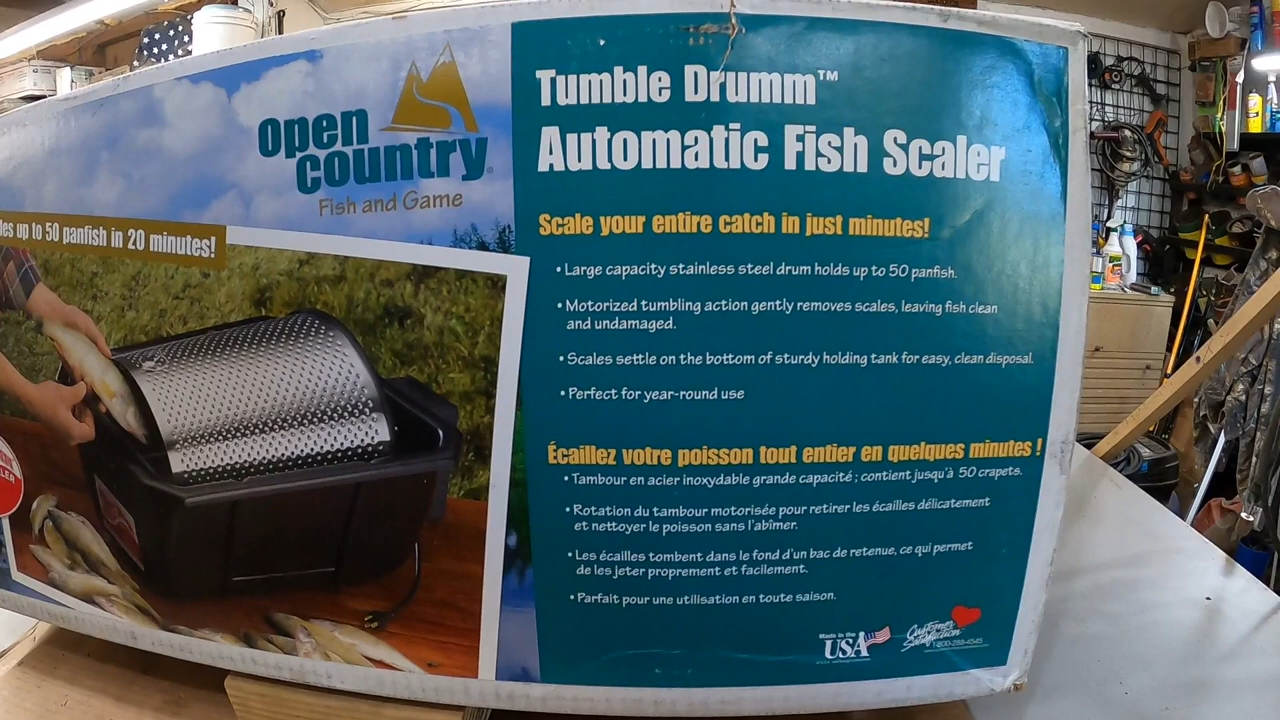 Open
Country®
Fish and Game
up to 50 panfish in 20 minutes!
Tumble Drumm™
Automatic Fish Scaler
Scale your entire catch in just minutes!
• Large capacity stainless steel drum holds up to 50 panfish.
• Motorized tumbling action gently removes scales, leaving fish clean
and undamaged.
• Scales settle on the bottom of sturdy holding tank for easy, clean disposal.
• Perfect for year-round use
Écaillez votre poisson tout entier en quelques minutes !
• Tambour en acier inoxydable grande capacité ; contient jusqu'à 50 crapets.
• Rotation du tambour motorisée pour retirer les écailles délicatement
et nettoyer le poisson sans l'abîmer.
• Les écailles tombent dans le fond d'un bac de retenue, ce qui permet
de les jeter proprement et facilement.
• Parfait pour une utilisation en toute saison.
Made in the
USA
Customer
Satisfaction
1-800-288-4545